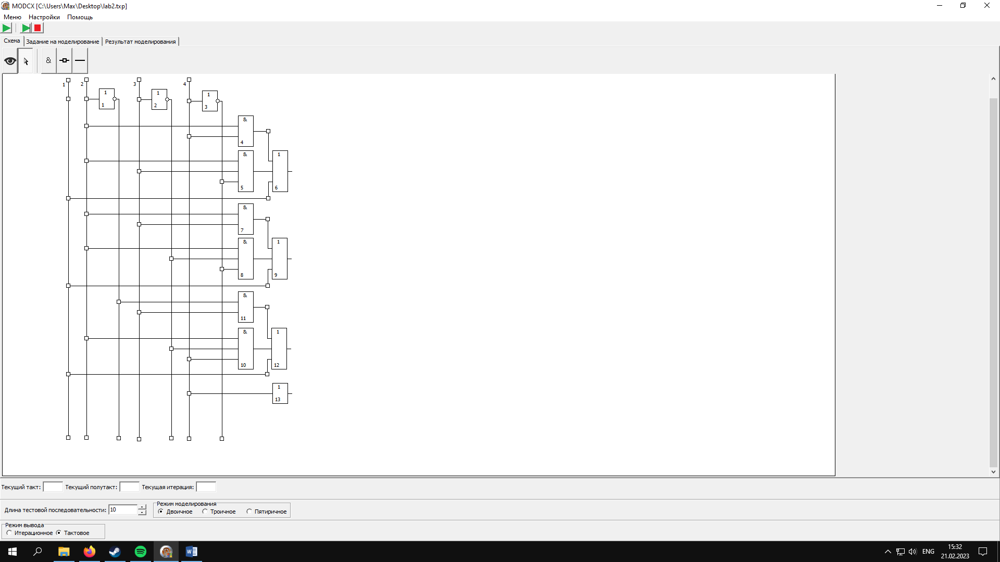 MODCX [C:\Users\Max\Desktop\lab2.txp]
Меню Настройки Помощь
Схема Задание на моделирование Результат моделирования
&
1 2 3 4
1 1 1
1 2 3
&
4
& 1
5 6
&
7
& 1
8 9
&
11
& 1
10 12
1
13
Текущий такт: Текущий полутакт: Текущая итерация:
Длина тестовой последовательности: 10
Режим моделирования
Двоичное Троичное Пятиричное
Режим вывода
Итерационное Тактовое
ENG
15:32
21.02.2023